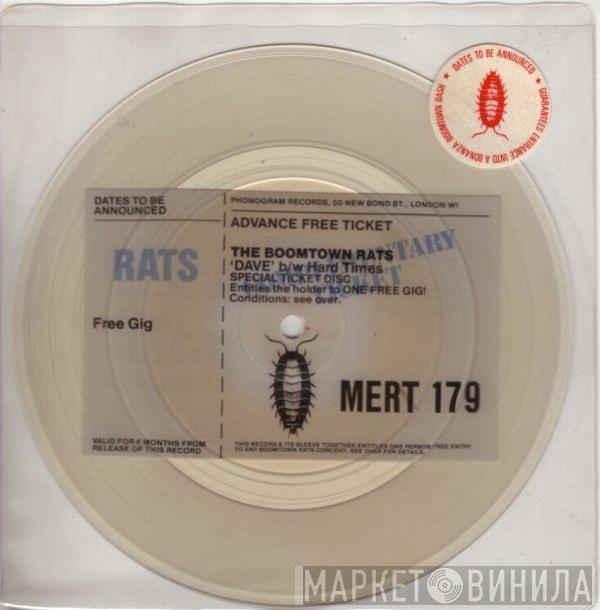 ★ DATES TO BE ANNOUNCED ★ GUARANTEES ENTRANCE INTO A BONANZA BOOMTOWN BASH
DATES TO BE
ANNOUNCED
RATS
Free Gig
VALID FOR 6 MONTHS FROM
RELEASE OF THIS RECORD
PHONOGRAM RECORDS, 50 NEW BOND ST., LONDON W1
ADVANCE FREE TICKET
THE BOOMTOWN RATS
'DAVE' b/w Hard Times
SPECIAL TICKET DISC
Entitles the holder to ONE FREE GIG!
Conditions: see over.
MERT 179
THIS RECORD & ITS SLEEVE TOGETHER ENTITLES ONE PERSON FREE ENTRY
TO ANY BOOMTOWN RATS CONCERT. SEE OVER FOR DETAILS.
МАРКЕТ ВИНИЛА